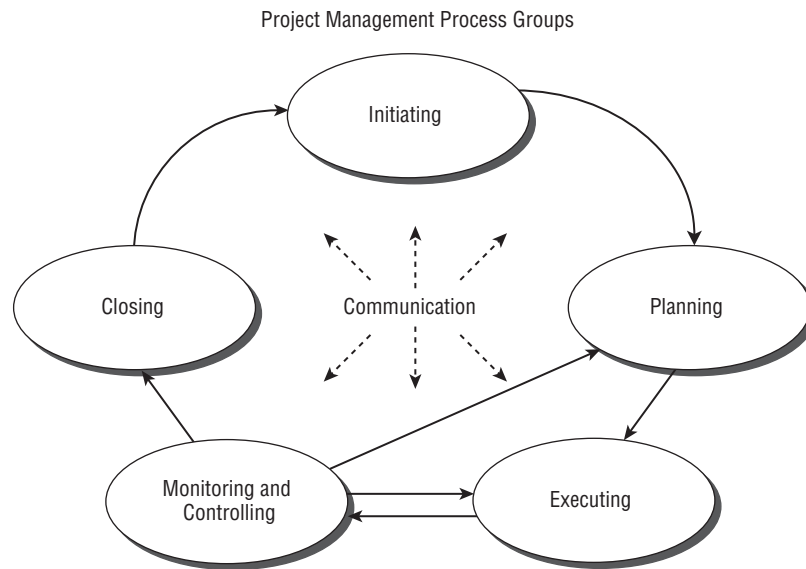 Project Management Process Groups
Initiating
Closing
Communication
Planning
Monitoring and
Controlling
Executing